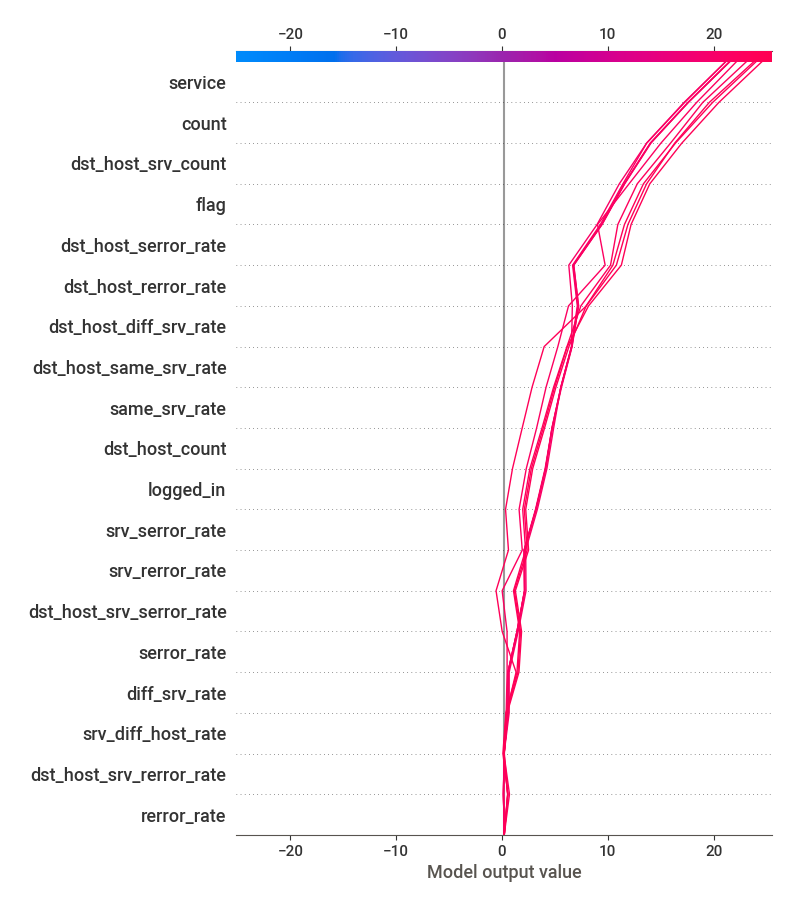 −20 −10 0 10 20
service
count
dst_host_srv_count
flag
dst_host_serror_rate
dst_host_rerror_rate
dst_host_diff_srv_rate
dst_host_same_srv_rate
same_srv_rate
dst_host_count
logged_in
srv_serror_rate
srv_rerror_rate
dst_host_srv_serror_rate
serror_rate
diff_srv_rate
srv_diff_host_rate
dst_host_srv_rerror_rate
rerror_rate
−20 −10 0 10 20
Model output value